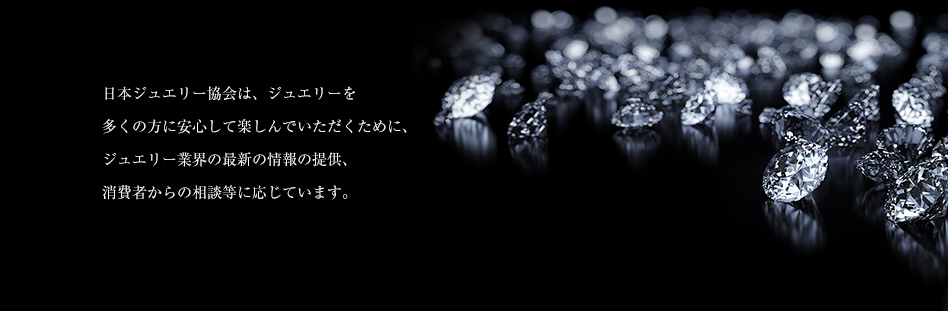 日本ジュエリー協会は、ジュエリーを
多くの方に安心して楽しんでいただくために、
ジュエリー業界の最新の情報の提供、
消費者からの相談等に応じています。